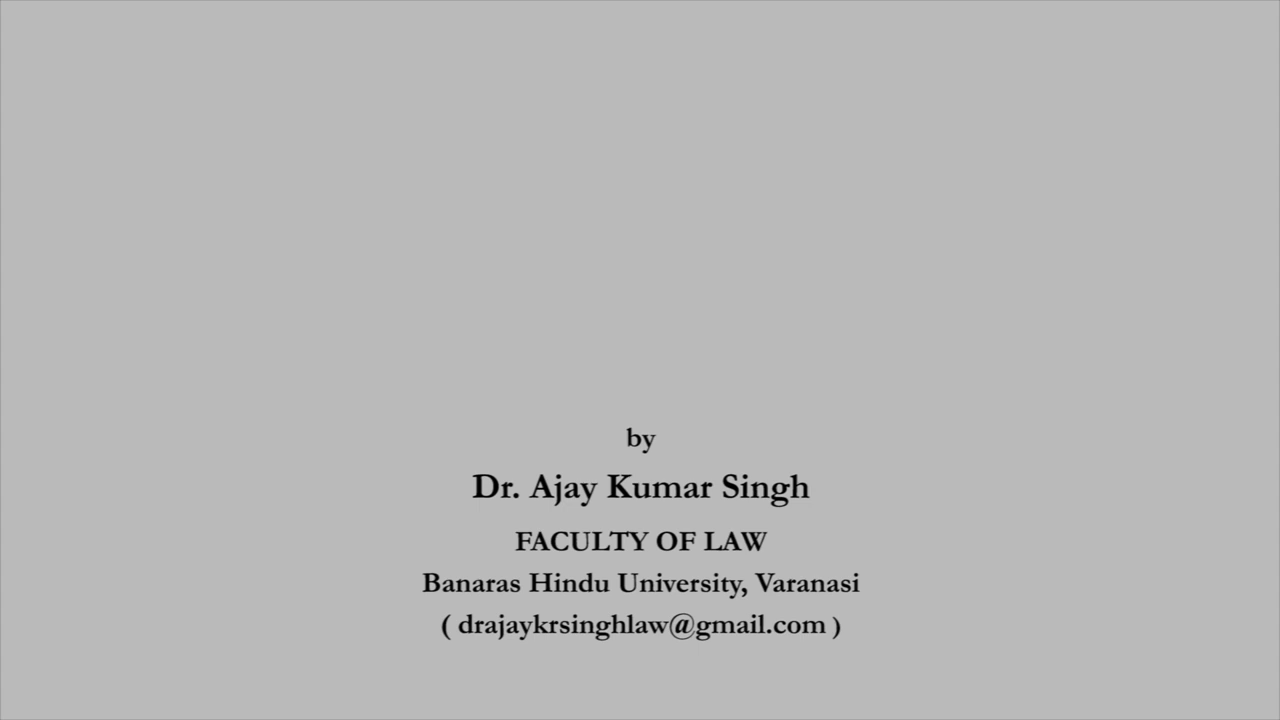 by
Dr. Ajay Kumar Singh
FACULTY OF LAW
Banaras Hindu University, Varanasi
( drajaykrsinghlaw@gmail.com )